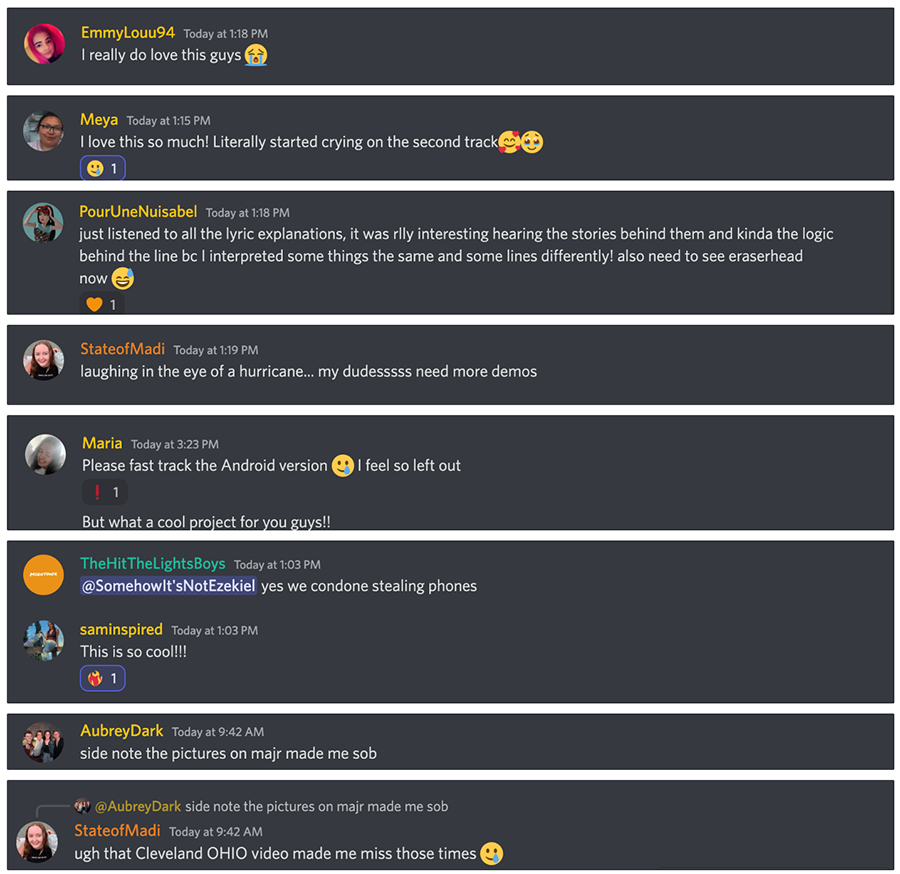 EmmyLouu94 Today at 1:18 PM
I really do love this guys 😭
Meya Today at 1:15 PM
I love this so much! Literally started crying on the second track🥰🥹
🥲 1
PourUneNuisabel Today at 1:18 PM
just listened to all the lyric explanations, it was rlly interesting hearing the stories behind them and kinda the logic
behind the line bc I interpreted some things the same and some lines differently! also need to see eraserhead
now 😅
🧡 1
StateofMadi Today at 1:19 PM
laughing in the eye of a hurricane... my dudesssss need more demos
Maria Today at 3:23 PM
Please fast track the Android version 🥲 I feel so left out
❗ 1
But what a cool project for you guys!!
TheHitTheLightsBoys Today at 1:03 PM
@SomehowIt'sNotEzekiel yes we condone stealing phones
saminspired Today at 1:03 PM
This is so cool!!!
❤️‍🔥 1
AubreyDark Today at 9:42 AM
side note the pictures on majr made me sob
@AubreyDark side note the pictures on majr made me sob
StateofMadi Today at 9:42 AM
ugh that Cleveland OHIO video made me miss those times 🥲